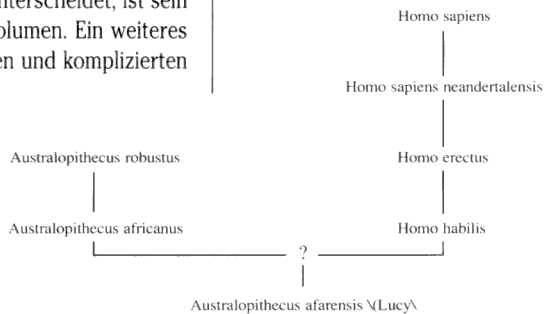 nterscheidet, ist sein
olumen. Ein weiteres
en und komplizierten
Homo sapiens
Homo sapiens neandertalensis
Australopithecus robustus Homo erectus
Australopithecus africanus Homo habilis
?
Australopithecus afarensis \(Lucy\